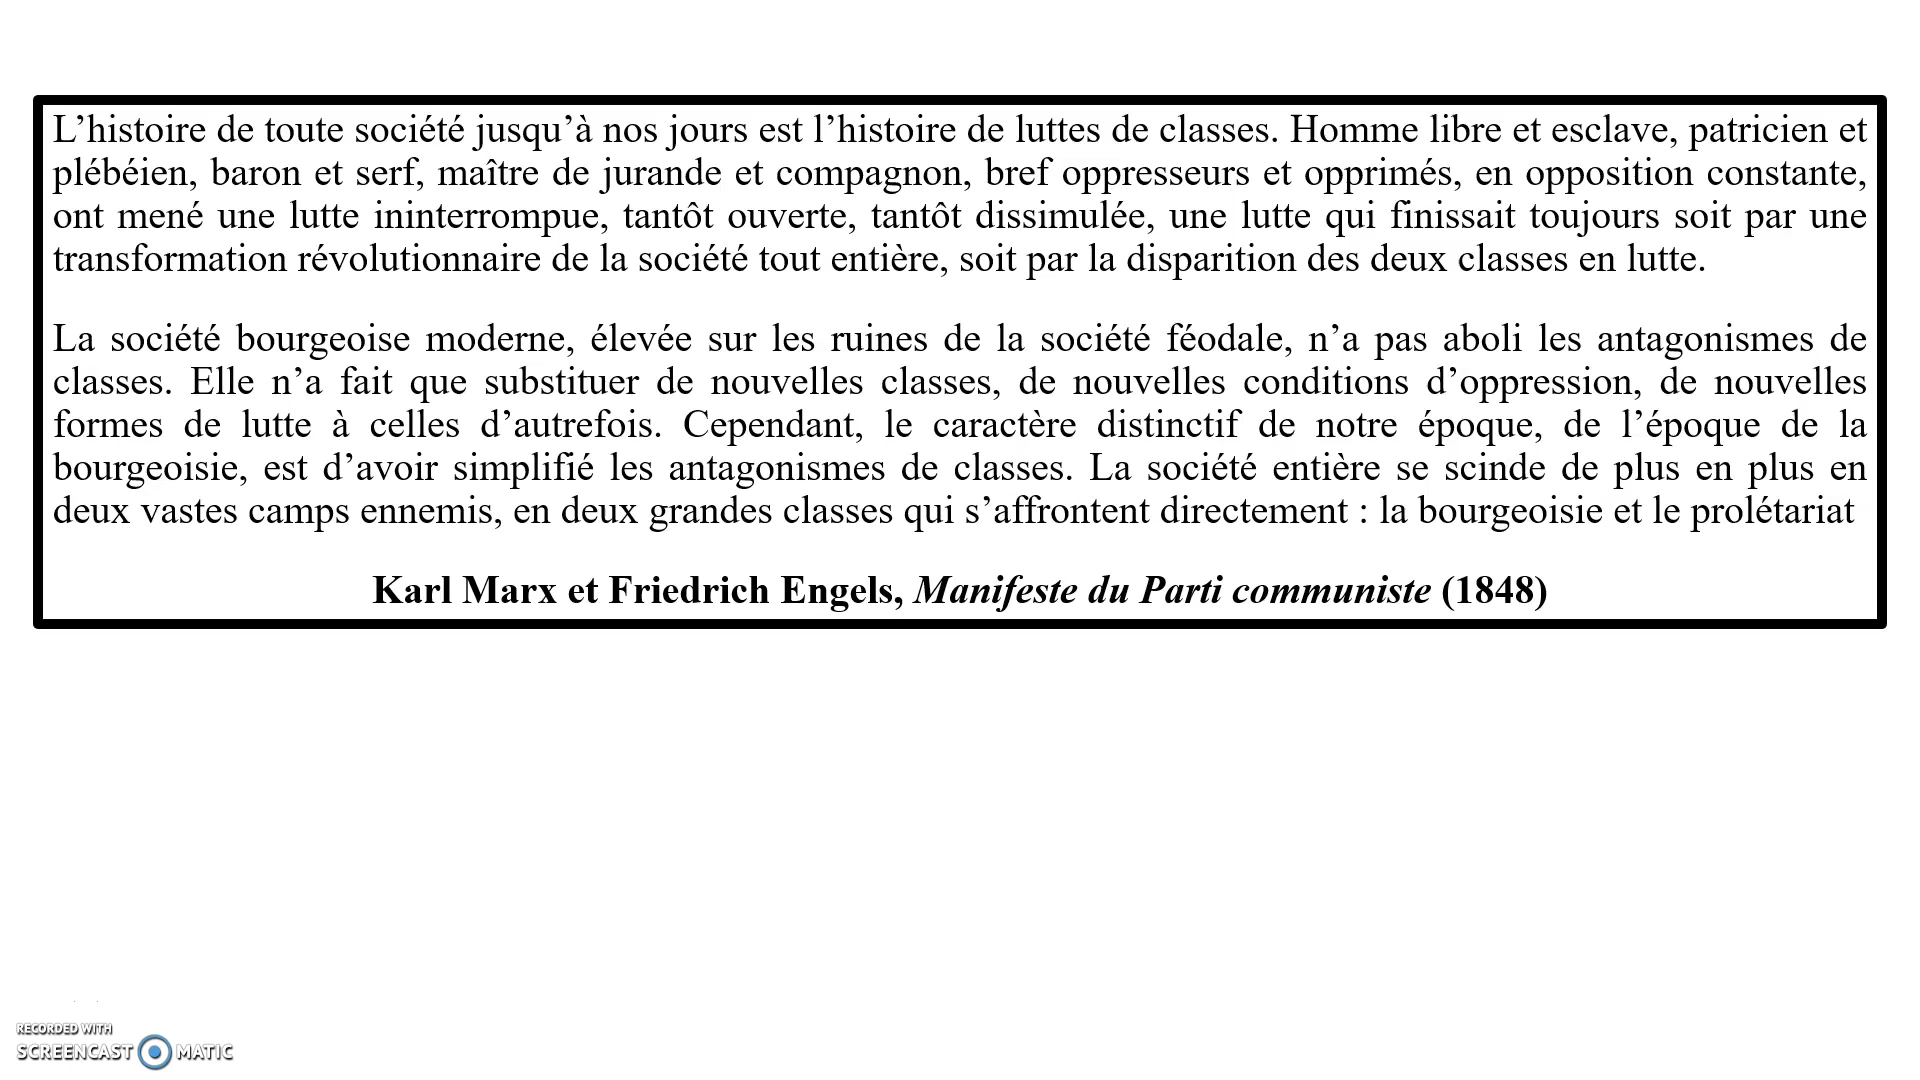 L’histoire de toute société jusqu’à nos jours est l’histoire de luttes de classes. Homme libre et esclave, patricien et
plébéien, baron et serf, maître de jurande et compagnon, bref oppresseurs et opprimés, en opposition constante,
ont mené une lutte ininterrompue, tantôt ouverte, tantôt dissimulée, une lutte qui finissait toujours soit par une
transformation révolutionnaire de la société tout entière, soit par la disparition des deux classes en lutte.
La société bourgeoise moderne, élevée sur les ruines de la société féodale, n’a pas aboli les antagonismes de
classes. Elle n’a fait que substituer de nouvelles classes, de nouvelles conditions d’oppression, de nouvelles
formes de lutte à celles d’autrefois. Cependant, le caractère distinctif de notre époque, de l’époque de la
bourgeoisie, est d’avoir simplifié les antagonismes de classes. La société entière se scinde de plus en plus en
deux vastes camps ennemis, en deux grandes classes qui s’affrontent directement : la bourgeoisie et le prolétariat
Karl Marx et Friedrich Engels, Manifeste du Parti communiste (1848)
RECORDED WITH
SCREENCAST MATIC